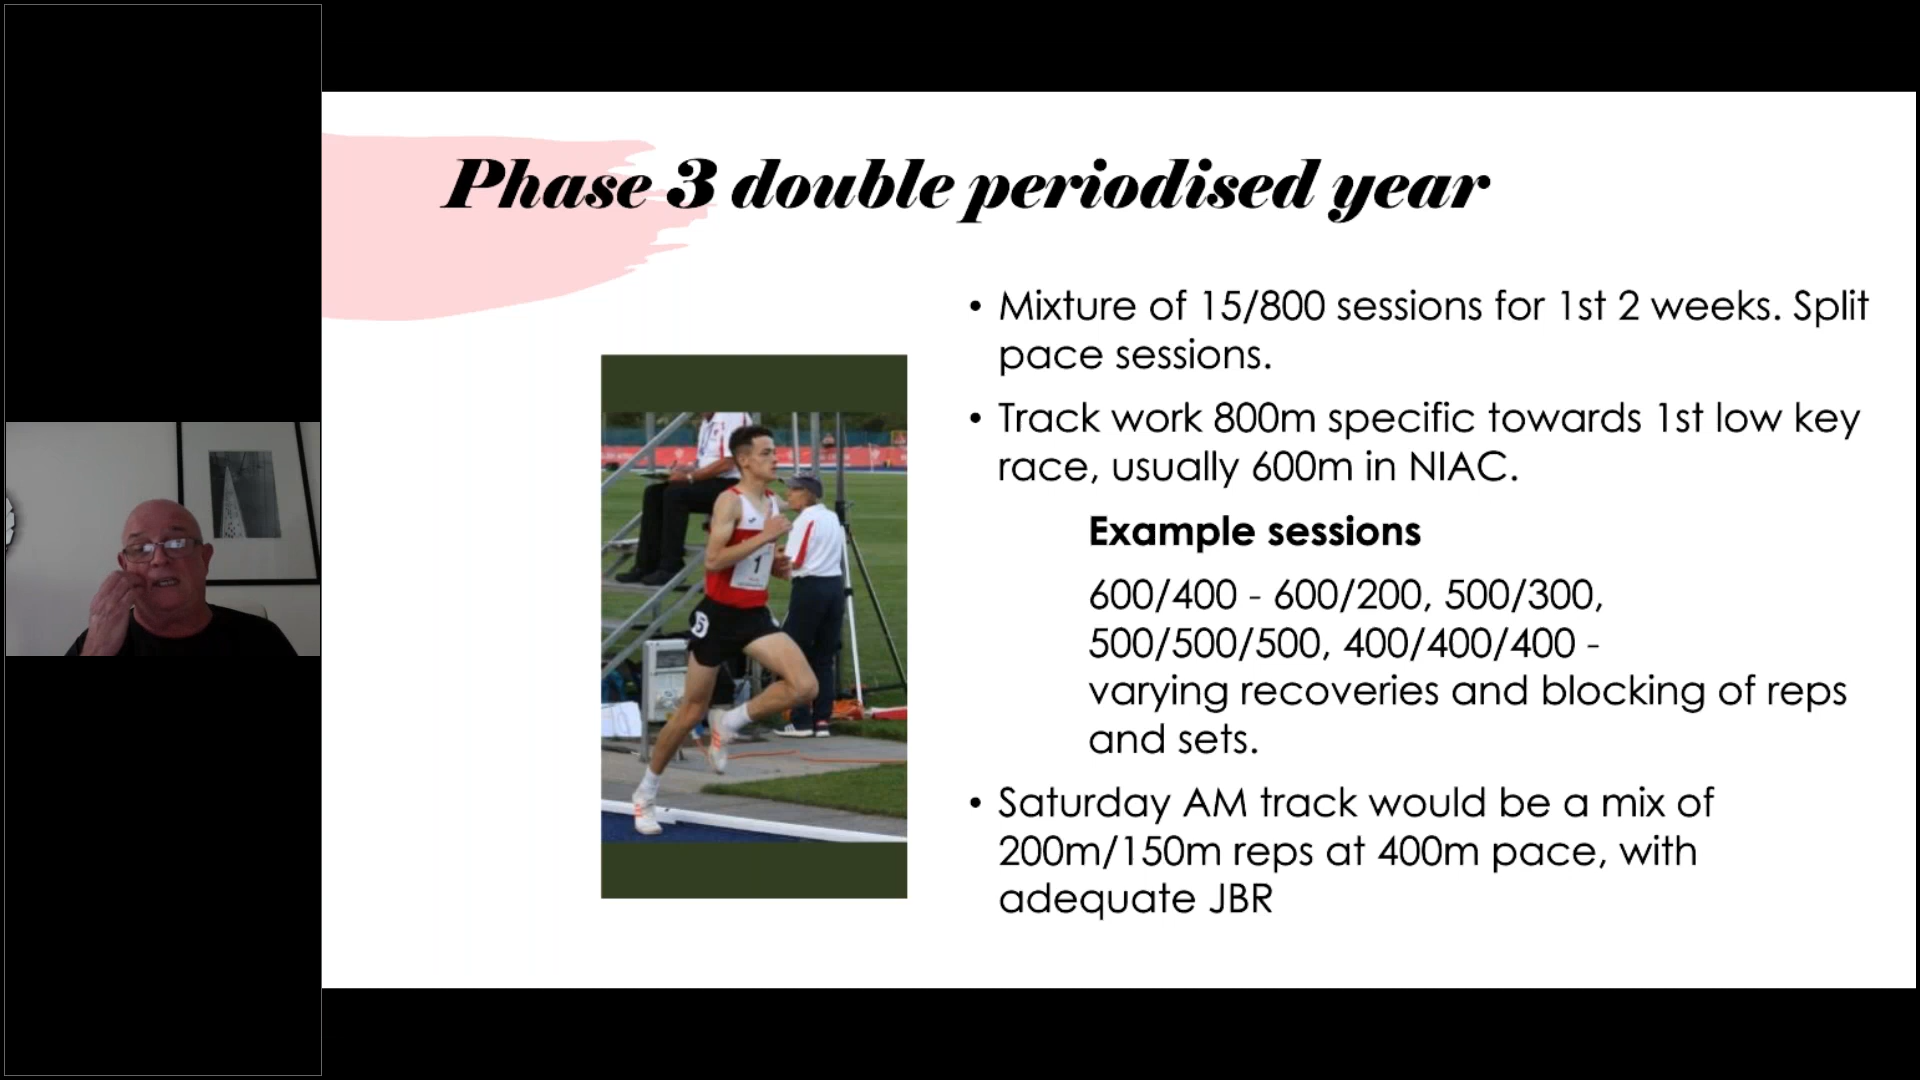 Phase 3 double periodised year
• Mixture of 15/800 sessions for 1st 2 weeks. Split
pace sessions.
• Track work 800m specific towards 1st low key
race, usually 600m in NIAC.
Example sessions
600/400 - 600/200, 500/300,
500/500/500, 400/400/400 -
varying recoveries and blocking of reps
and sets.
• Saturday AM track would be a mix of
200m/150m reps at 400m pace, with
adequate JBR
1
5